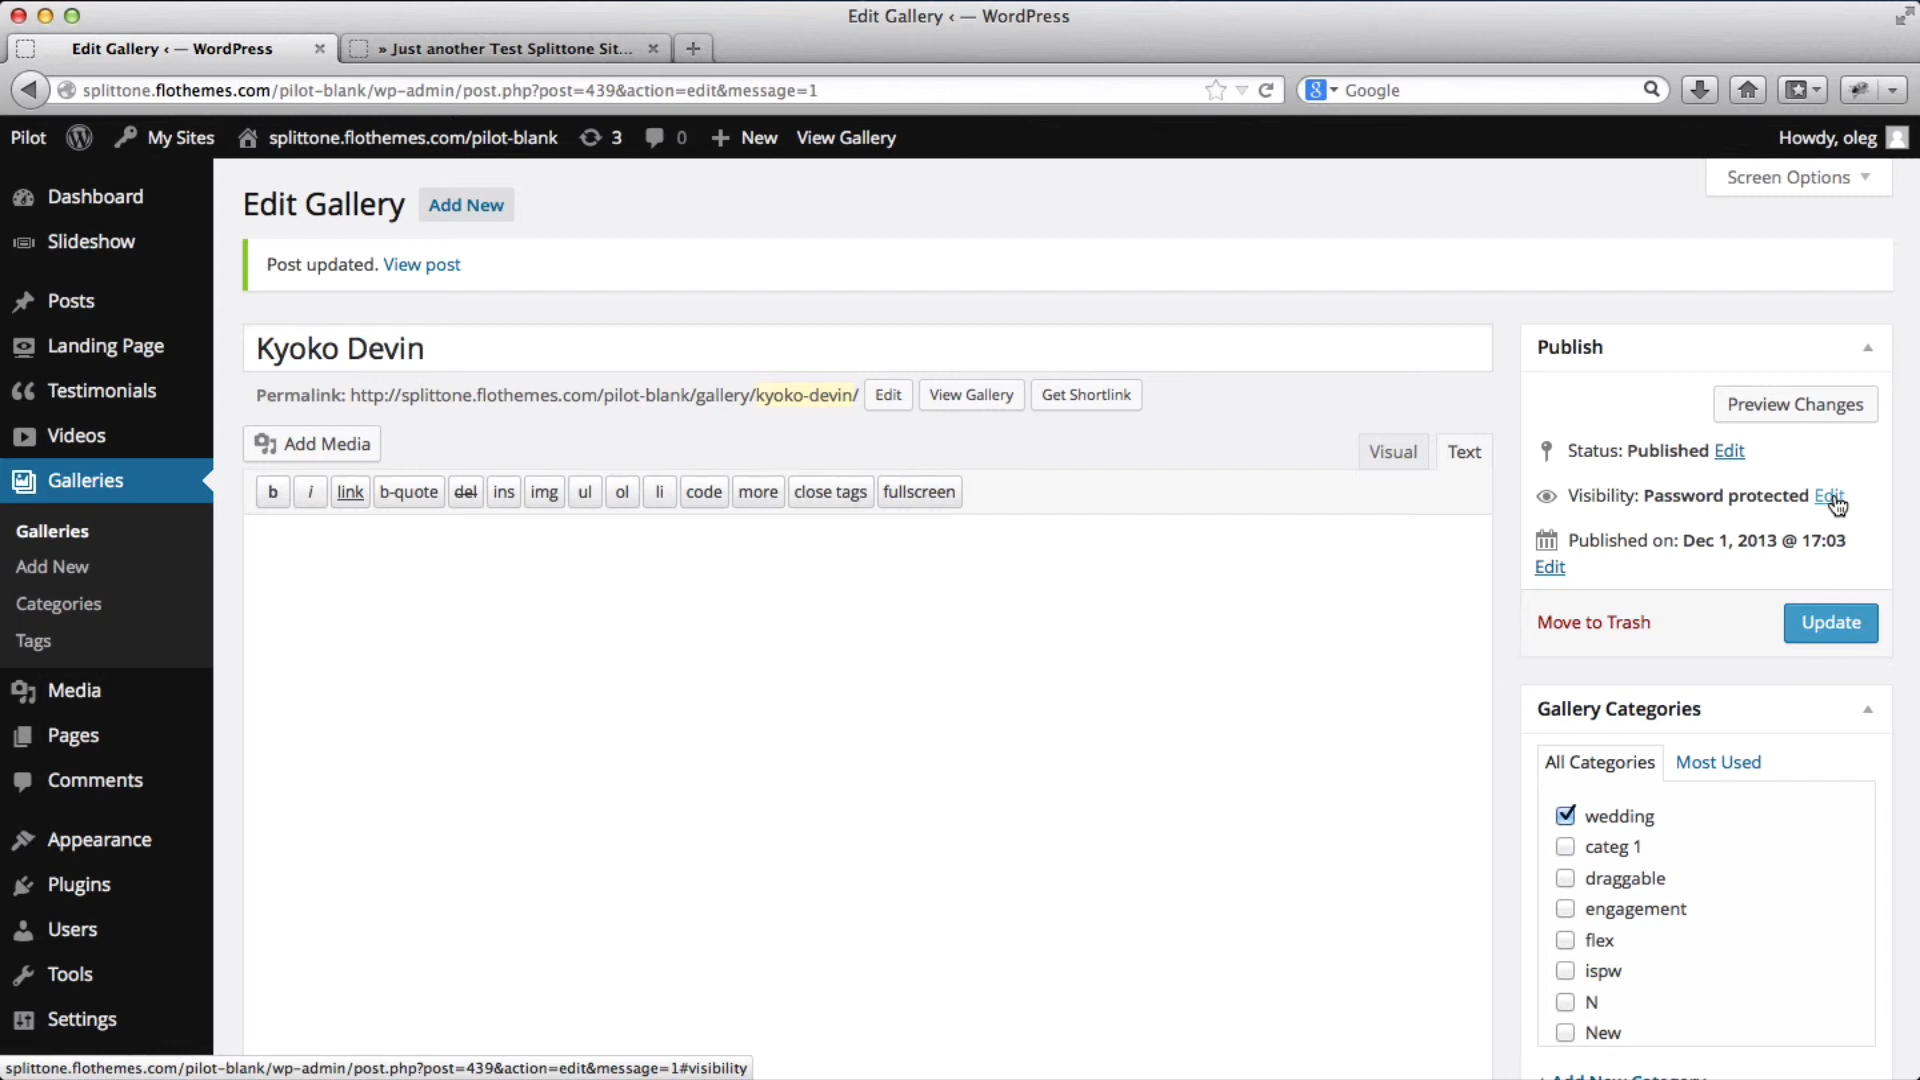 Edit Gallery ‹ — WordPress
Edit Gallery ‹ — WordPress
» Just another Test Splittone Sit...
splittone.flothemes.com/pilot-blank/wp-admin/post.php?post=439&action=edit&message=1
Google
Pilot
My Sites
splittone.flothemes.com/pilot-blank
3
0
New
View Gallery
Howdy, oleg
Screen Options
Dashboard
Slideshow
Posts
Landing Page
Testimonials
Videos
Galleries
Galleries
Add New
Categories
Tags
Media
Pages
Comments
Appearance
Plugins
Users
Tools
Settings
Edit Gallery Add New
Post updated. View post
Kyoko Devin
Permalink: http://splittone.flothemes.com/pilot-blank/gallery/kyoko-devin/ Edit View Gallery Get Shortlink
Add Media
Visual Text
b i link b-quote del ins img ul ol li code more close tags fullscreen
Publish
Preview Changes
Status: Published Edit
Visibility: Password protected Edit
Published on: Dec 1, 2013 @ 17:03
Edit
Move to Trash Update
Gallery Categories
All Categories Most Used
wedding
categ 1
draggable
engagement
flex
ispw
N
New
+ Add New Category
splittone.flothemes.com/pilot-blank/wp-admin/post.php?post=439&action=edit&message=1#visibility